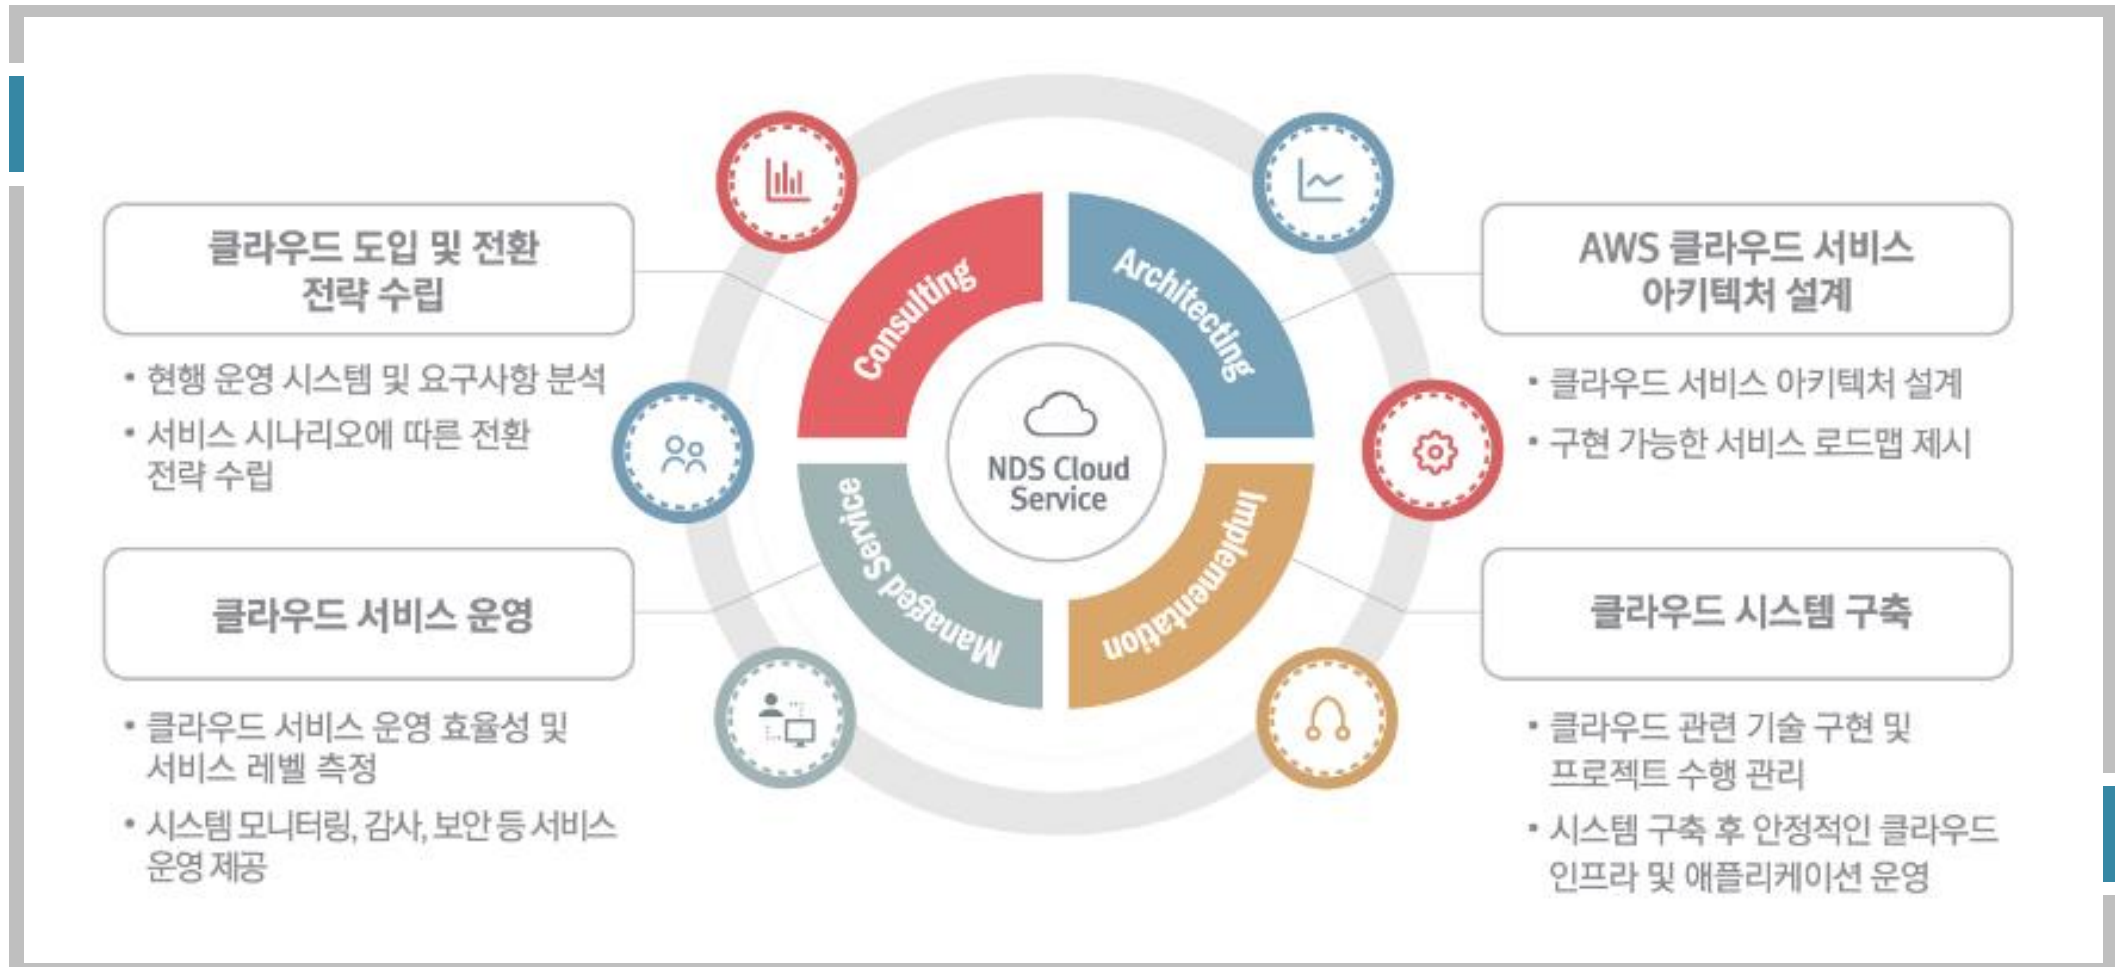 클라우드 도입 및 전환
전략 수립
• 현행 운영 시스템 및 요구사항 분석
• 서비스 시나리오에 따른 전환
전략 수립
클라우드 서비스 운영
• 클라우드 서비스 운영 효율성 및
서비스 레벨 측정
• 시스템 모니터링, 감사, 보안 등 서비스
운영 제공
Consulting
Architecting
NDS Cloud
Service
Managed Service
Implementation
AWS 클라우드 서비스
아키텍처 설계
• 클라우드 서비스 아키텍처 설계
• 구현 가능한 서비스 로드맵 제시
클라우드 시스템 구축
• 클라우드 관련 기술 구현 및
프로젝트 수행 관리
• 시스템 구축 후 안정적인 클라우드
인프라 및 애플리케이션 운영